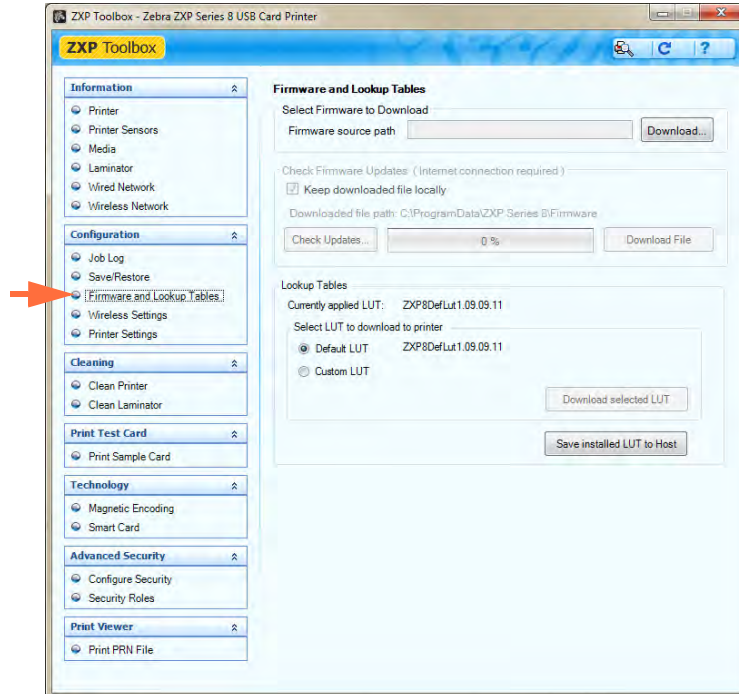 ZXP Toolbox - Zebra ZXP Series 8 USB Card Printer
ZXP Toolbox
?
Information
Printer
Printer Sensors
Media
Laminator
Wired Network
Wireless Network
Configuration
Job Log
Save/Restore
Firmware and Lookup Tables
Wireless Settings
Printer Settings
Cleaning
Clean Printer
Clean Laminator
Print Test Card
Print Sample Card
Technology
Magnetic Encoding
Smart Card
Advanced Security
Configure Security
Security Roles
Print Viewer
Print PRN File
Firmware and Lookup Tables
Select Firmware to Download
Firmware source path
Download...
Check Firmware Updates ( Internet connection required )
Keep downloaded file locally
Downloaded file path: C:\ProgramData\ZXP Series 8\Firmware
Check Updates... 0 % Download File
Lookup Tables
Currently applied LUT: ZXP8DefLut1.09.09.11
Select LUT to download to printer
Default LUT ZXP8DefLut1.09.09.11
Custom LUT
Download selected LUT
Save installed LUT to Host